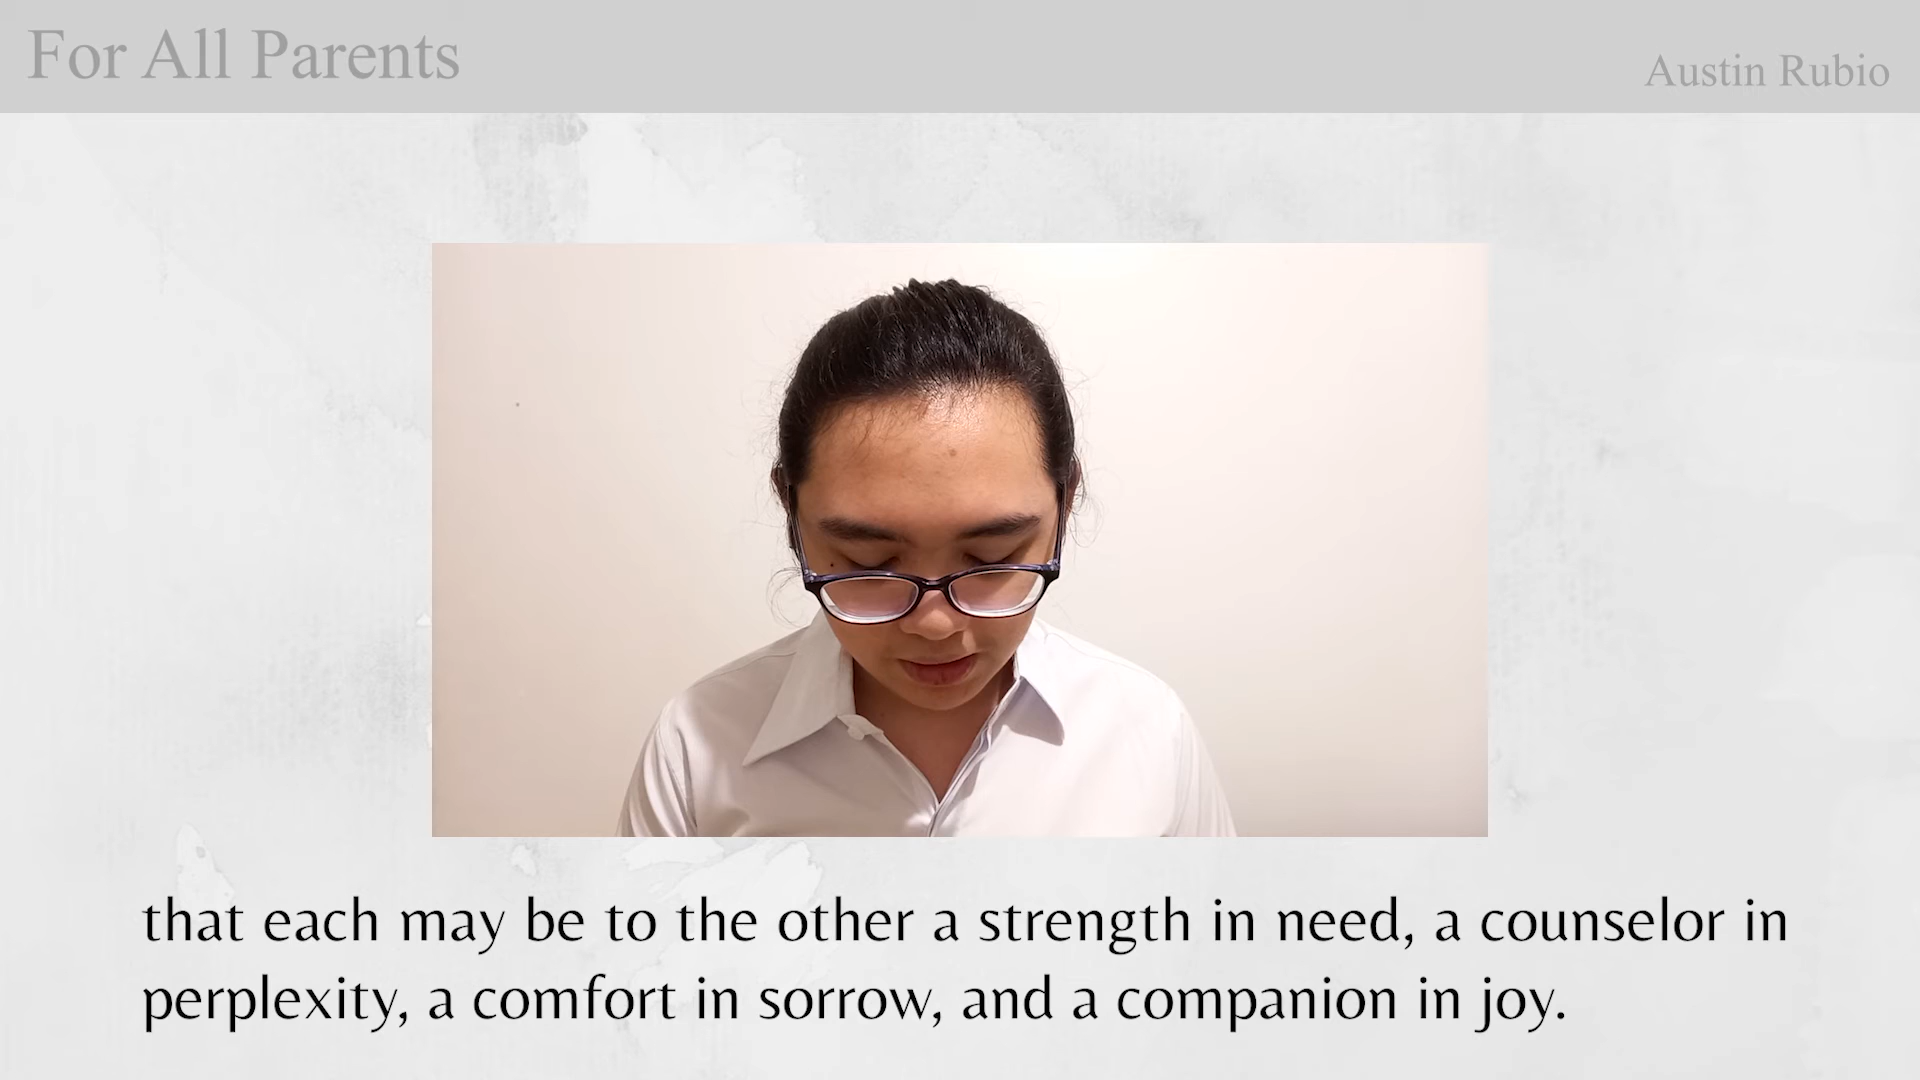 For All Parents
Austin Rubio
that each may be to the other a strength in need, a counselor in
perplexity, a comfort in sorrow, and a companion in joy.